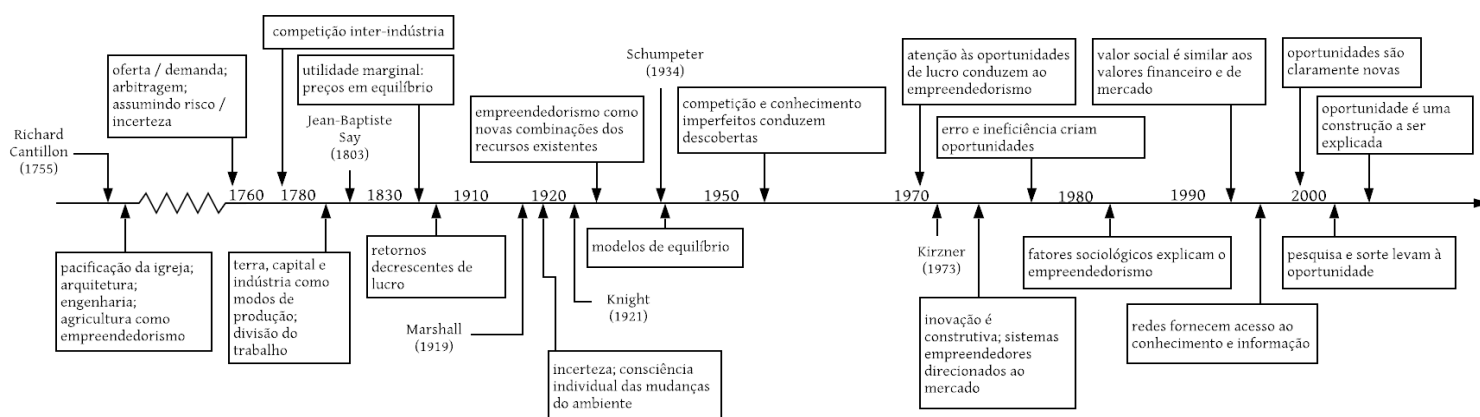 Richard
Cantillon
(1755)
pacificação da igreja;
arquitetura;
engenharia;
agricultura como
empreendedorismo
oferta / demanda;
arbitragem;
assumindo risco /
incerteza
1760
competição inter-indústria
1780
terra, capital e
indústria como
modos de
produção;
divisão do
trabalho
Jean-Baptiste
Say
(1803)
utilidade marginal:
preços em equilíbrio
1830
retornos
decrescentes de
lucro
1910
Marshall
(1919)
1920
incerteza; consciência
individual das mudanças
do ambiente
Knight
(1921)
empreendedorismo como
novas combinações dos
recursos existentes
Schumpeter
(1934)
modelos de equilíbrio
1950
competição e conhecimento
imperfeitos conduzem
descobertas
1970
atenção às oportunidades
de lucro conduzem ao
empreendedorismo
Kirzner
(1973)
inovação é
construtiva; sistemas
empreendedores
direcionados ao
mercado
erro e ineficiência criam
oportunidades
1980
fatores sociológicos explicam o
empreendedorismo
1990
valor social é similar aos
valores financeiro e de
mercado
redes fornecem acesso ao
conhecimento e informação
2000
oportunidades são
claramente novas
pesquisa e sorte levam à
oportunidade
oportunidade é uma
construção a ser
explicada